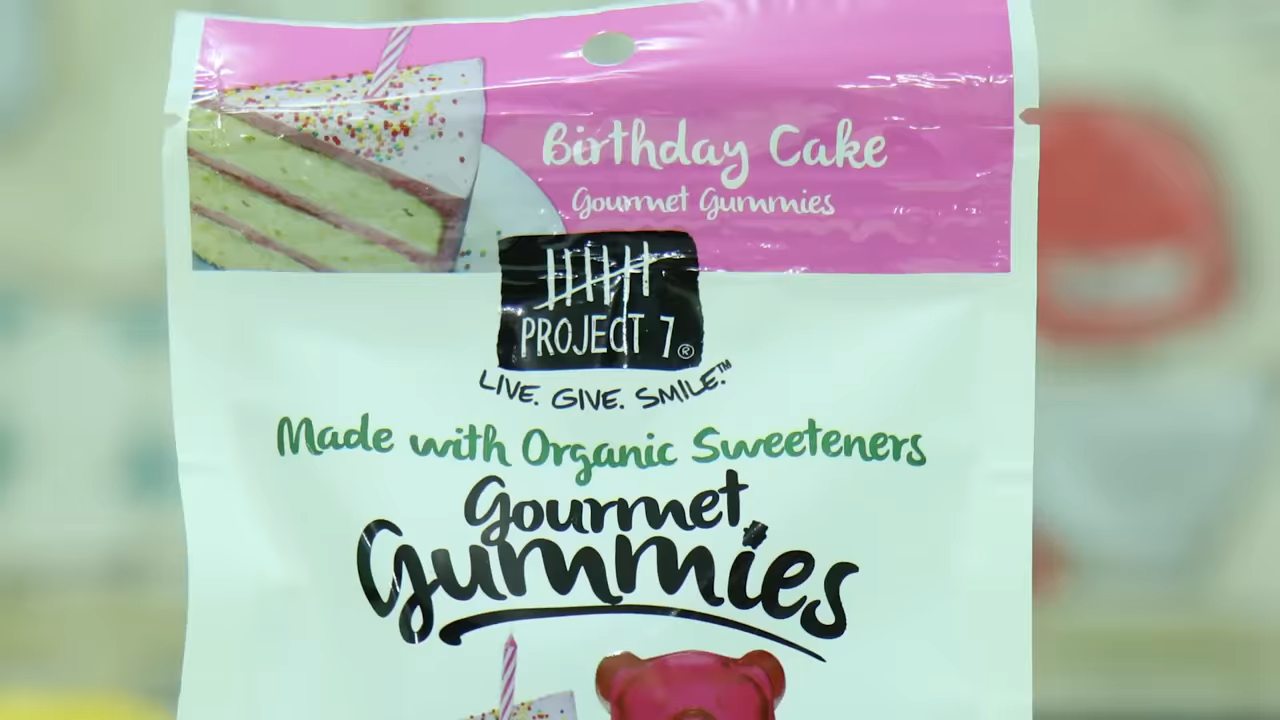 Birthday Cake
Gourmet Gummies
PROJECT 7®
LIVE. GIVE. SMILE.™
Made with Organic Sweeteners
Gourmet
Gummies